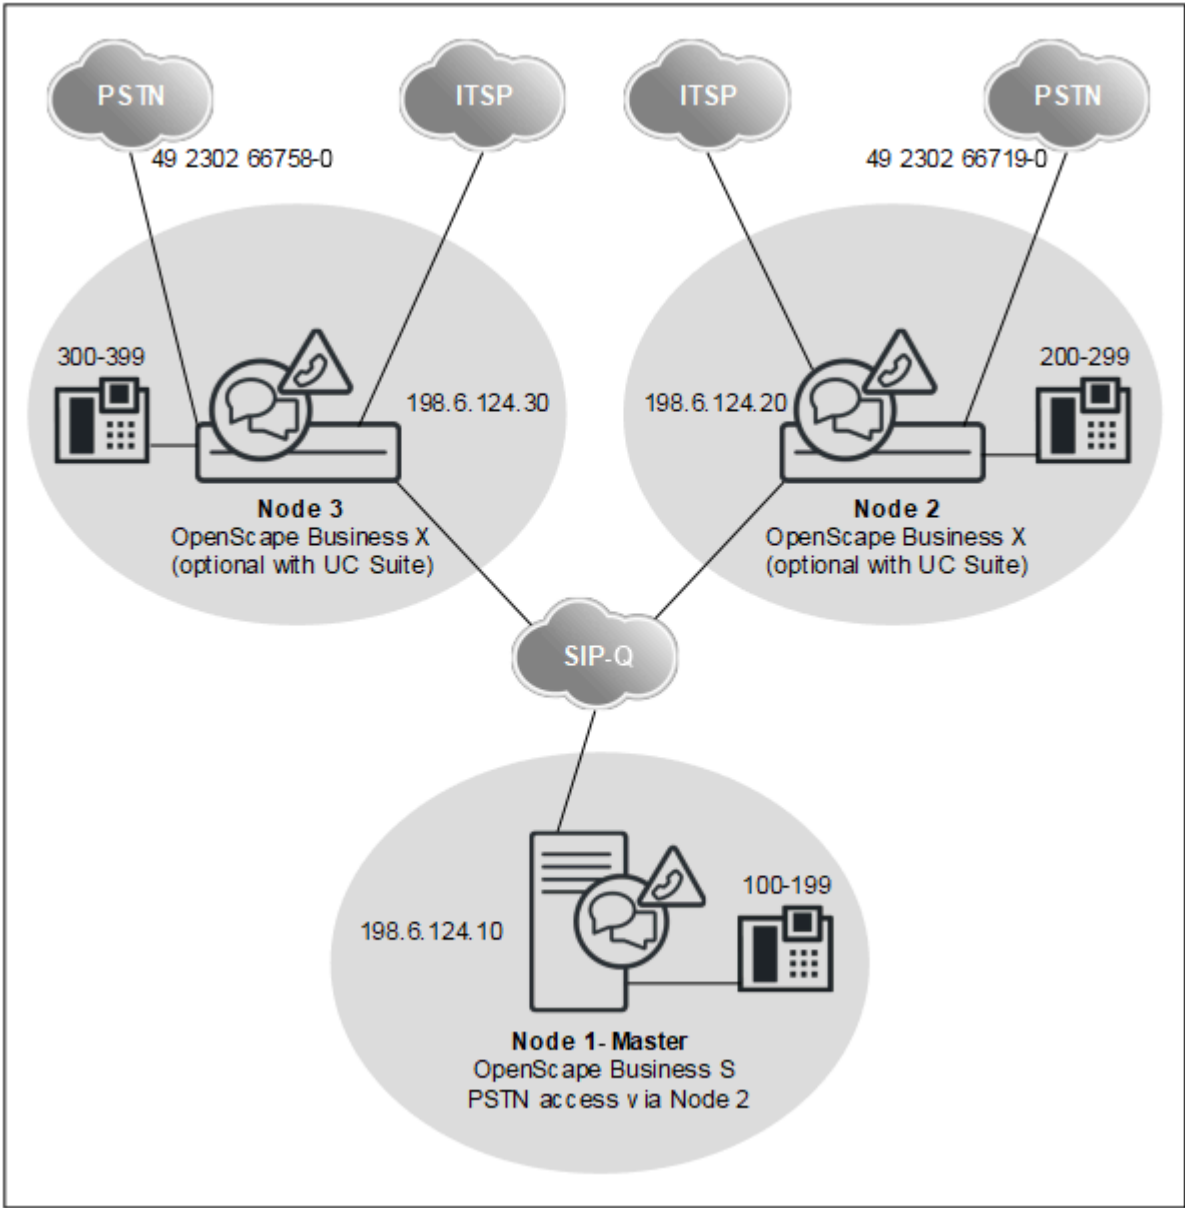 PSTN
ITSP
ITSP
PSTN
49 2302 66758-0
49 2302 66719-0
300-399
198.6.124.30
198.6.124.20
200-299
Node 3
OpenScape Business X
(optional with UC Suite)
Node 2
OpenScape Business X
(optional with UC Suite)
SIP-Q
100-199
198.6.124.10
Node 1- Master
OpenScape Business S
PSTN access via Node 2